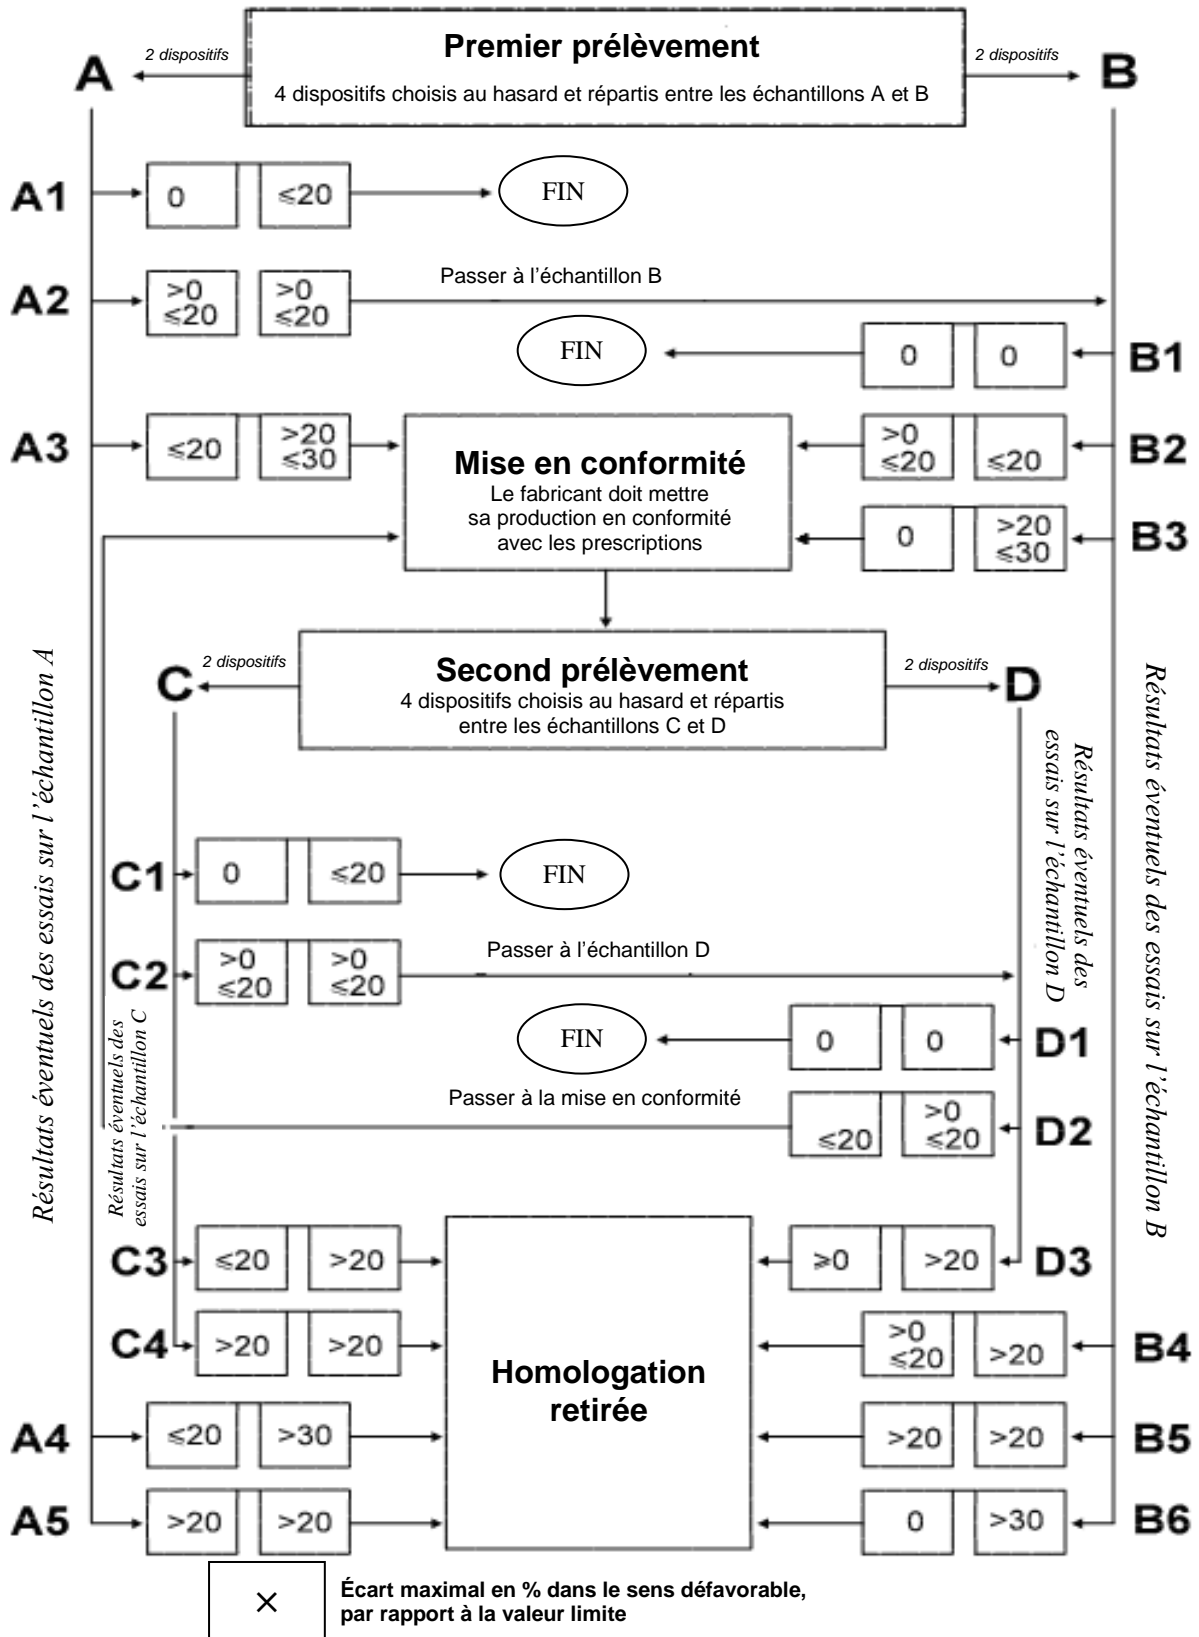 Premier prélèvement
4 dispositifs choisis au hasard et répartis entre les échantillons A et B
2 dispositifs
2 dispositifs
A
B
A1
0
≤20
FIN
A2
>0
≤20
>0
≤20
Passer à l’échantillon B
FIN
0
0
B1
A3
≤20
>20
≤30
Mise en conformité
Le fabricant doit mettre
sa production en conformité
avec les prescriptions
>0
≤20
≤20
B2
0
>20
≤30
B3
Second prélèvement
4 dispositifs choisis au hasard et répartis
entre les échantillons C et D
2 dispositifs
2 dispositifs
C
D
Résultats éventuels des essais sur l’échantillon A
Résultats éventuels des essais sur l’échantillon B
Résultats éventuels des
essais sur l’échantillon D
C1
0
≤20
FIN
C2
>0
≤20
>0
≤20
Passer à l’échantillon D
Résultats éventuels des
essais sur l’échantillon C
FIN
0
0
D1
Passer à la mise en conformité
≤20
>0
≤20
D2
C3
≤20
>20
≥0
>20
D3
C4
>20
>20
Homologation
retirée
>0
≤20
>20
B4
A4
≤20
>30
>20
>20
B5
A5
>20
>20
0
>30
B6
×
Écart maximal en % dans le sens défavorable,
par rapport à la valeur limite